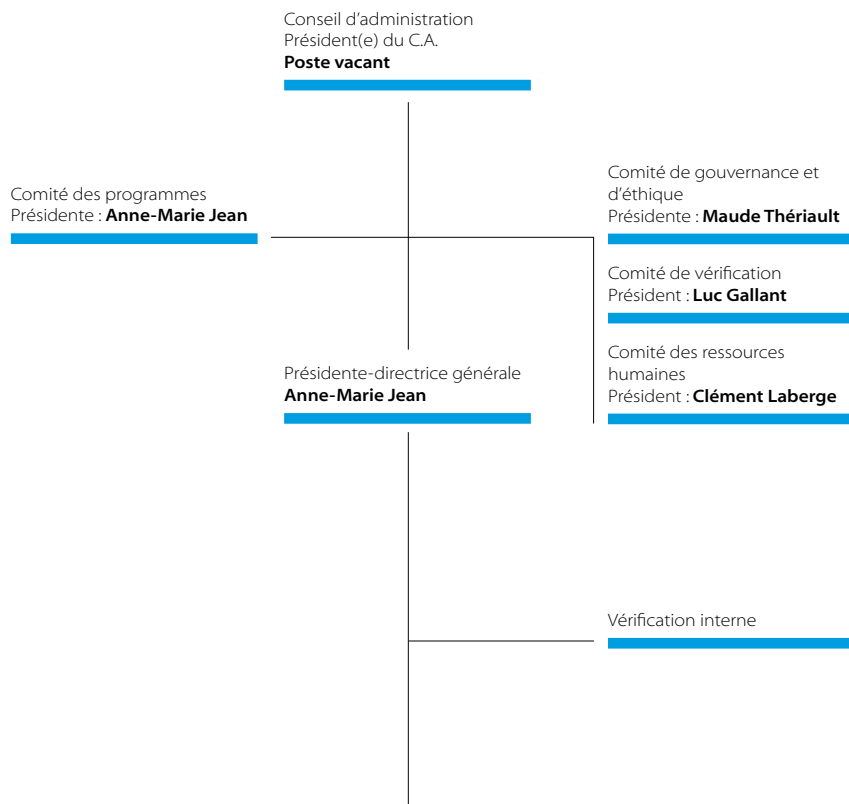 Conseil d’administration
Président(e) du C.A.
Poste vacant
Comité des programmes
Présidente : Anne-Marie Jean
Comité de gouvernance et
d’éthique
Présidente : Maude Thériault
Comité de vérification
Président : Luc Gallant
Comité des ressources
humaines
Président : Clément Laberge
Présidente-directrice générale
Anne-Marie Jean
Vérification interne